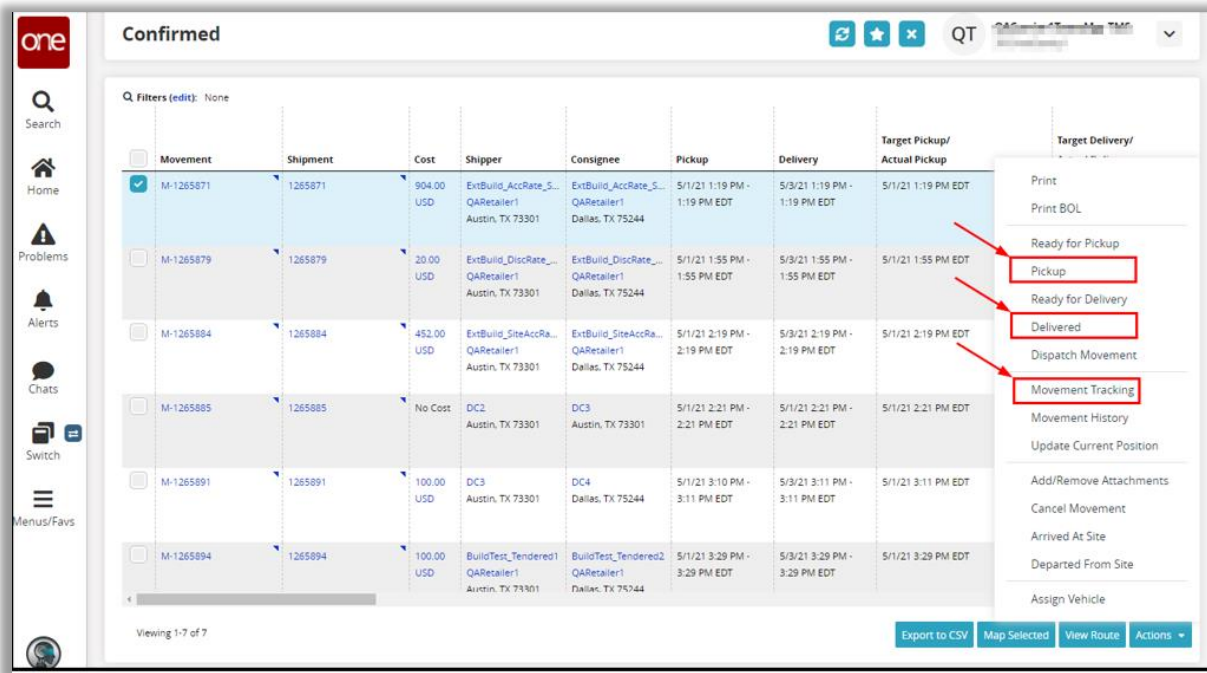 one
Confirmed
QT
Search
Home
Problems
Alerts
Chats
Switch
Menus/Favs
Filters (edit): None
Movement Shipment Cost Shipper Consignee Pickup Delivery Target Pickup/ Actual Pickup Target Delivery/
M-1265871 1265871 904.00 ExtBuild_AccRate_S... ExtBuild_AccRate_S... 5/1/21 1:19 PM - 5/3/21 1:19 PM - 5/1/21 1:19 PM EDT
USD QARetailer1 QARetailer1 1:19 PM EDT 1:19 PM EDT
Austin, TX 73301 Dallas, TX 75244
M-1265879 1265879 20.00 ExtBuild_DiscRate_... ExtBuild_DiscRate_... 5/1/21 1:55 PM - 5/3/21 1:55 PM - 5/1/21 1:55 PM EDT
USD QARetailer1 QARetailer1 1:55 PM EDT 1:55 PM EDT
Austin, TX 73301 Dallas, TX 75244
M-1265884 1265884 452.00 ExtBuild_SiteAccRa... ExtBuild_SiteAccRa... 5/1/21 2:19 PM - 5/3/21 2:19 PM - 5/1/21 2:19 PM EDT
USD QARetailer1 QARetailer1 2:19 PM EDT 2:19 PM EDT
Austin, TX 73301 Dallas, TX 75244
M-1265885 1265885 No Cost DC2 DC3 5/1/21 2:21 PM - 5/1/21 2:21 PM - 5/1/21 2:21 PM EDT
Austin, TX 73301 Austin, TX 73301 2:21 PM EDT 2:21 PM EDT
M-1265891 1265891 100.00 DC3 DC4 5/1/21 3:10 PM - 5/3/21 3:11 PM - 5/1/21 3:11 PM EDT
USD Austin, TX 73301 Dallas, TX 75244 3:11 PM EDT 3:11 PM EDT
M-1265894 1265894 100.00 BuildTest_Tendered1 BuildTest_Tendered2 5/1/21 3:29 PM - 5/3/21 3:29 PM - 5/1/21 3:29 PM EDT
USD QARetailer1 QARetailer1 3:29 PM EDT 3:29 PM EDT
Austin, TX 73301 Dallas, TX 75244
Print
Print BOL
Ready for Pickup
Pickup
Ready for Delivery
Delivered
Dispatch Movement
Movement Tracking
Movement History
Update Current Position
Add/Remove Attachments
Cancel Movement
Arrived At Site
Departed From Site
Assign Vehicle
Viewing 1-7 of 7
Export to CSV Map Selected View Route Actions